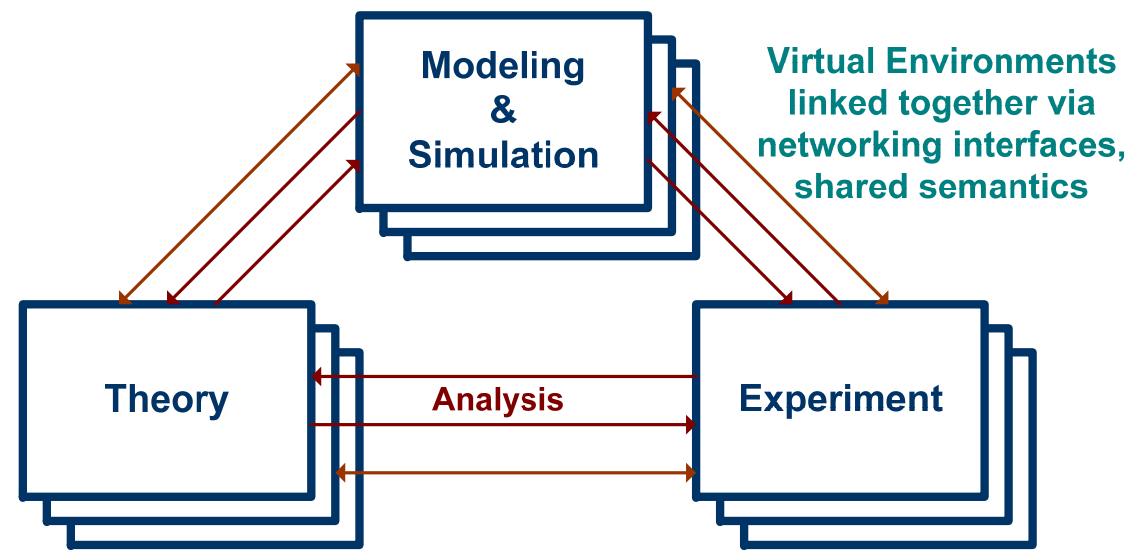 Modeling
&
Simulation
Virtual Environments
linked together via
networking interfaces,
shared semantics
Theory
Analysis
Experiment